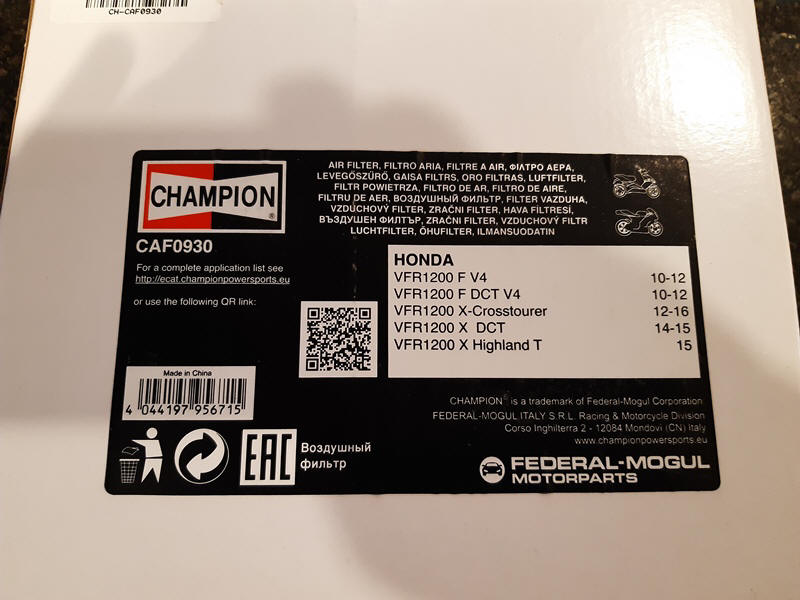 CH-CAF0930
CHAMPION®
CAF0930
For a complete application list see
http://ecat.championpowersports.eu
or use the following QR link:
AIR FILTER, FILTRO ARIA, FILTRE A AIR, ΦΙΛΤΡΟ ΑΕΡΑ,
LEVEGŐSZŰRŐ, GAISA FILTRS, ORO FILTRAS, LUFTFILTER,
FILTR POWIETRZA, FILTRO DE AR, FILTRO DE AIRE,
FILTRU DE AER, ВОЗДУШНЫЙ ФИЛЬТР, FILTER VAZDUHA,
VZDUCHOVÝ FILTER, ZRAČNI FILTER, HAVA FİLTRESİ,
ВЪЗДУШЕН ФИЛТЪР, ZRAČNI FILTER, VZDUCHOVÝ FILTR
LUCHTFILTER, ÕHUFILTER, ILMANSUODATIN
HONDA
VFR1200 F V4 10-12
VFR1200 F DCT V4 10-12
VFR1200 X-Crosstourer 12-16
VFR1200 X DCT 14-15
VFR1200 X Highland T 15
Made in China
4 044197 956715
EAC
Воздушный
фильтр
CHAMPION® is a trademark of Federal-Mogul Corporation
FEDERAL-MOGUL ITALY S.R.L. Racing & Motorcycle Division
Corso Inghilterra 2 - 12084 Mondovi (CN) Italy
www.championpowersports.eu
FEDERAL-MOGUL
MOTORPARTS